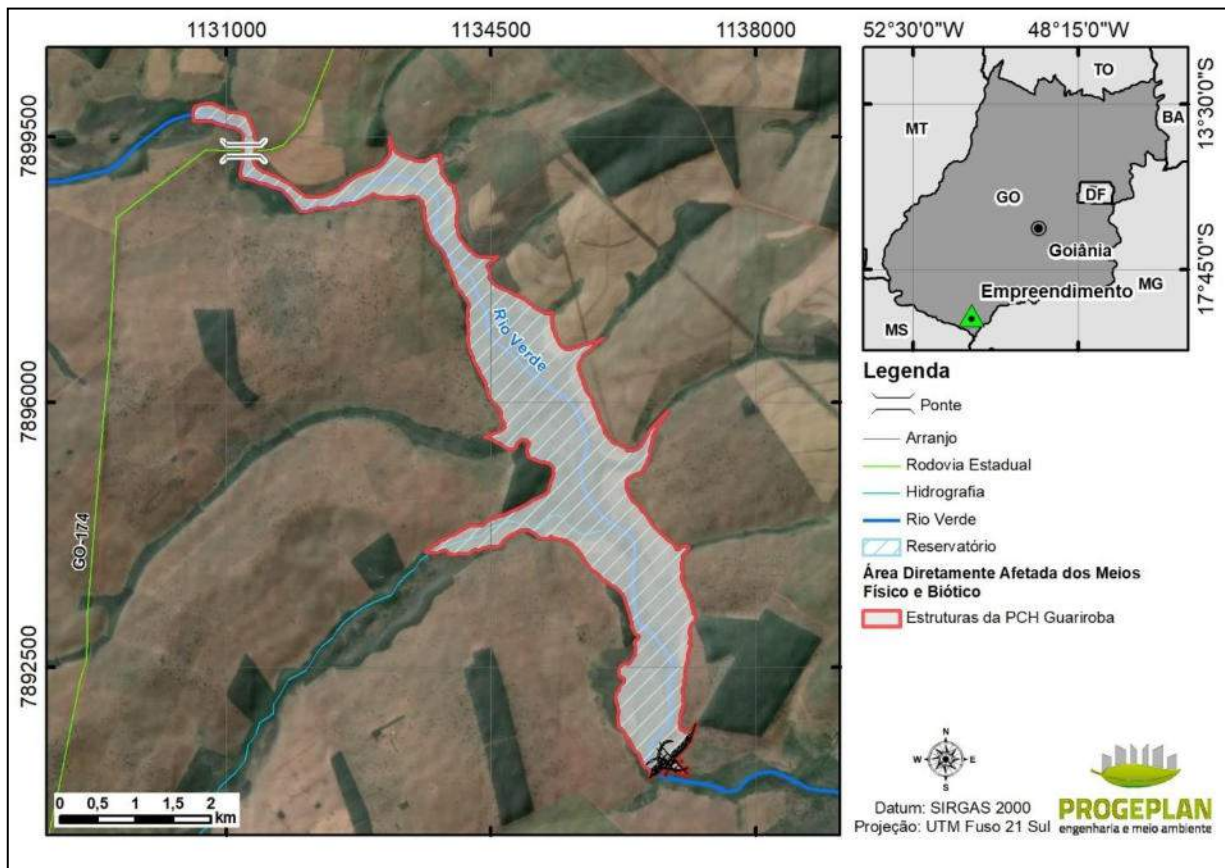 1131000
1134500
1138000
7899500
7896000
7892500
Rio Verde
GO-174
0 0,5 1 1,5 2
km
52°30'0"W
48°15'0"W
13°30'0"S
17°45'0"S
TO
BA
MT
GO
DF
Goiânia
MG
Empreendimento
MS
Legenda
Ponte
Arranjo
Rodovia Estadual
Hidrografia
Rio Verde
Reservatório
Área Diretamente Afetada dos Meios
Físico e Biótico
Estruturas da PCH Guariroba
N
W E
S
Datum: SIRGAS 2000
Projeção: UTM Fuso 21 Sul
PROGEPLAN
engenharia e meio ambiente